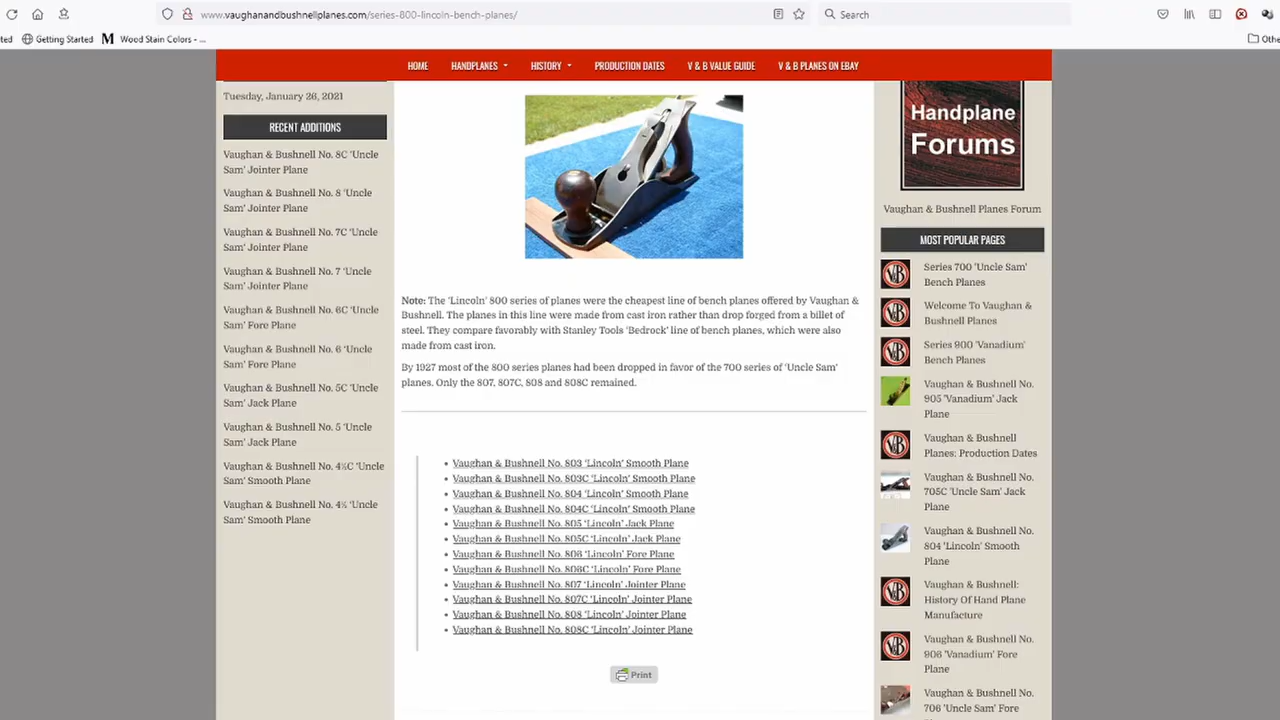 www.vaughanandbushnellplanes.com/series-800-lincoln-bench-planes/
Search
Getting Started
M Wood Stain Colors - ...
HOME
HANDPLANES
HISTORY
PRODUCTION DATES
V & B VALUE GUIDE
V & B PLANES ON EBAY
Tuesday, January 26, 2021
RECENT ADDITIONS
Vaughan & Bushnell No. 8C 'Uncle
Sam' Jointer Plane
Vaughan & Bushnell No. 8 'Uncle
Sam' Jointer Plane
Vaughan & Bushnell No. 7C 'Uncle
Sam' Jointer Plane
Vaughan & Bushnell No. 7 'Uncle
Sam' Jointer Plane
Vaughan & Bushnell No. 6C 'Uncle
Sam' Fore Plane
Vaughan & Bushnell No. 6 'Uncle
Sam' Fore Plane
Vaughan & Bushnell No. 5C 'Uncle
Sam' Jack Plane
Vaughan & Bushnell No. 5 'Uncle
Sam' Jack Plane
Vaughan & Bushnell No. 4½C 'Uncle
Sam' Smooth Plane
Vaughan & Bushnell No. 4½ 'Uncle
Sam' Smooth Plane
Note: The 'Lincoln' 800 series of planes were the cheapest line of bench planes offered by Vaughan &
Bushnell. The planes in this line were made from cast iron rather than drop forged from a billet of
steel. They compare favorably with Stanley Tools 'Bedrock' line of bench planes, which were also
made from cast iron.
By 1927 most of the 800 series planes had been dropped in favor of the 700 series of 'Uncle Sam'
planes. Only the 807, 807C, 808 and 808C remained.
• Vaughan & Bushnell No. 803 'Lincoln' Smooth Plane
• Vaughan & Bushnell No. 803C 'Lincoln' Smooth Plane
• Vaughan & Bushnell No. 804 'Lincoln' Smooth Plane
• Vaughan & Bushnell No. 804C 'Lincoln' Smooth Plane
• Vaughan & Bushnell No. 805 'Lincoln' Jack Plane
• Vaughan & Bushnell No. 805C 'Lincoln' Jack Plane
• Vaughan & Bushnell No. 806 'Lincoln' Fore Plane
• Vaughan & Bushnell No. 806C 'Lincoln' Fore Plane
• Vaughan & Bushnell No. 807 'Lincoln' Jointer Plane
• Vaughan & Bushnell No. 807C 'Lincoln' Jointer Plane
• Vaughan & Bushnell No. 808 'Lincoln' Jointer Plane
• Vaughan & Bushnell No. 808C 'Lincoln' Jointer Plane
Print
Handplane
Forums
Vaughan & Bushnell Planes Forum
MOST POPULAR PAGES
Series 700 'Uncle Sam'
Bench Planes
Welcome To Vaughan &
Bushnell Planes
Series 900 'Vanadium'
Bench Planes
Vaughan & Bushnell No.
905 'Vanadium' Jack
Plane
Vaughan & Bushnell
Planes: Production Dates
Vaughan & Bushnell No.
705C 'Uncle Sam' Jack
Plane
Vaughan & Bushnell No.
804 'Lincoln' Smooth
Plane
Vaughan & Bushnell:
History Of Hand Plane
Manufacture
Vaughan & Bushnell No.
906 'Vanadium' Fore
Plane
Vaughan & Bushnell No.
706 'Uncle Sam' Fore